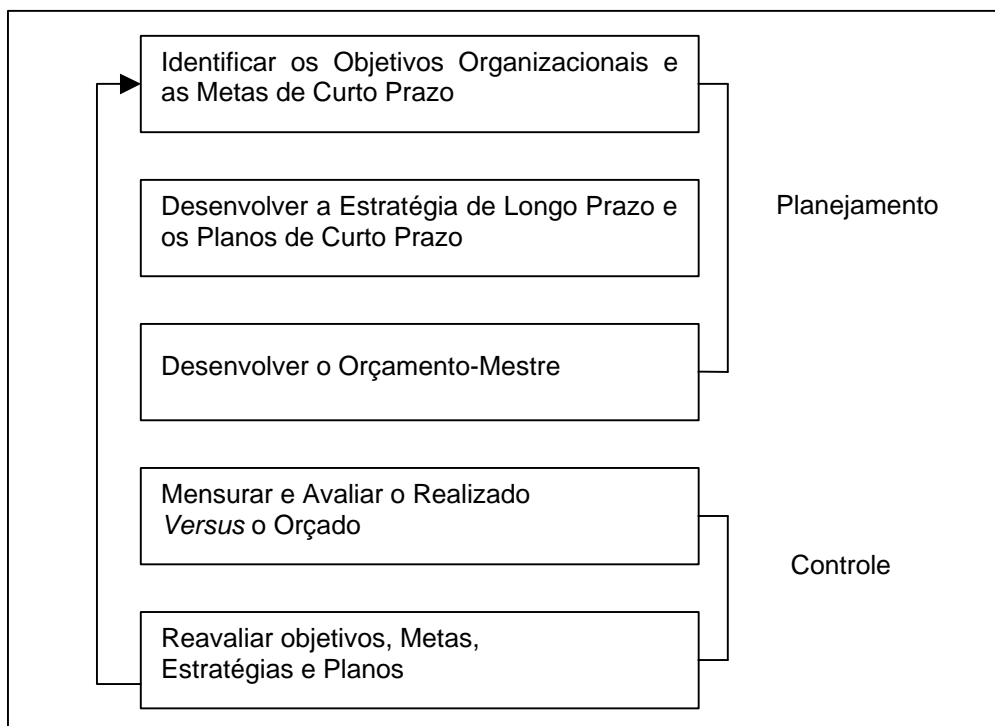 Identificar os Objetivos Organizacionais e
as Metas de Curto Prazo
Desenvolver a Estratégia de Longo Prazo e
os Planos de Curto Prazo
Planejamento
Desenvolver o Orçamento-Mestre
Mensurar e Avaliar o Realizado
Versus o Orçado
Controle
Reavaliar objetivos, Metas,
Estratégias e Planos